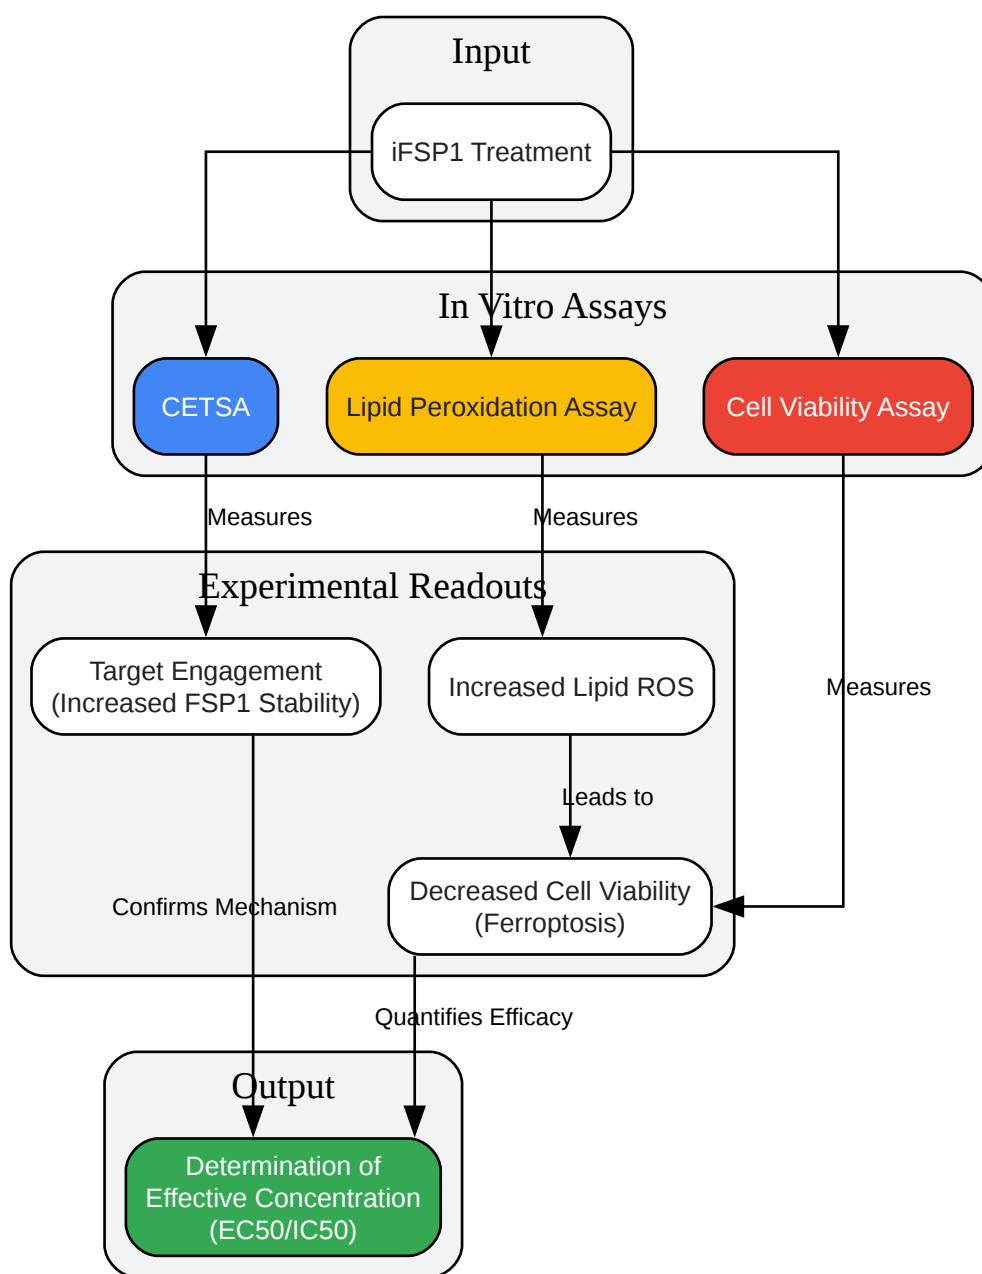 Input
iFSP1 Treatment
In Vitro Assays
CETSA
Lipid Peroxidation Assay
Cell Viability Assay
Measures
Measures
Experimental Readouts
Target Engagement
(Increased FSP1 Stability)
Increased Lipid ROS
Measures
Leads to
Decreased Cell Viability
(Ferroptosis)
Confirms Mechanism
Quantifies Efficacy
Output
Determination of
Effective Concentration
(EC50/IC50)